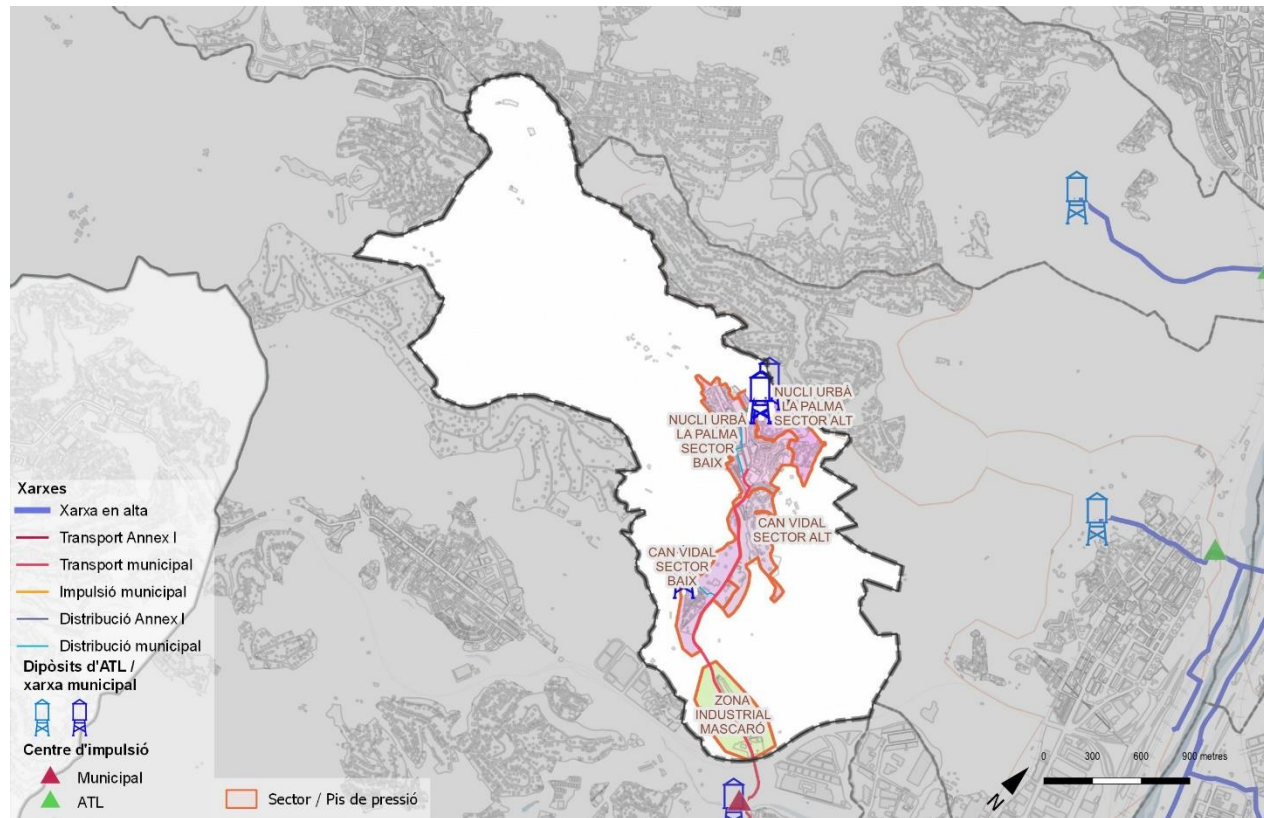 NUCLI URBÀ
LA PALMA
SECTOR ALT
NUCLI URBÀ
LA PALMA
SECTOR
BAIX
CAN VIDAL
SECTOR ALT
CAN VIDAL
SECTOR
BAIX
ZONA
INDUSTRIAL
MASCARÓ
Xarxes
Xarxa en alta
Transport Annex I
Transport municipal
Impulsió municipal
Distribució Annex I
Distribució municipal
Dipòsits d'ATL /
xarxa municipal
Centre d'impulsió
Municipal
ATL
Sector / Pis de pressió
N
0 300 600 900 metres